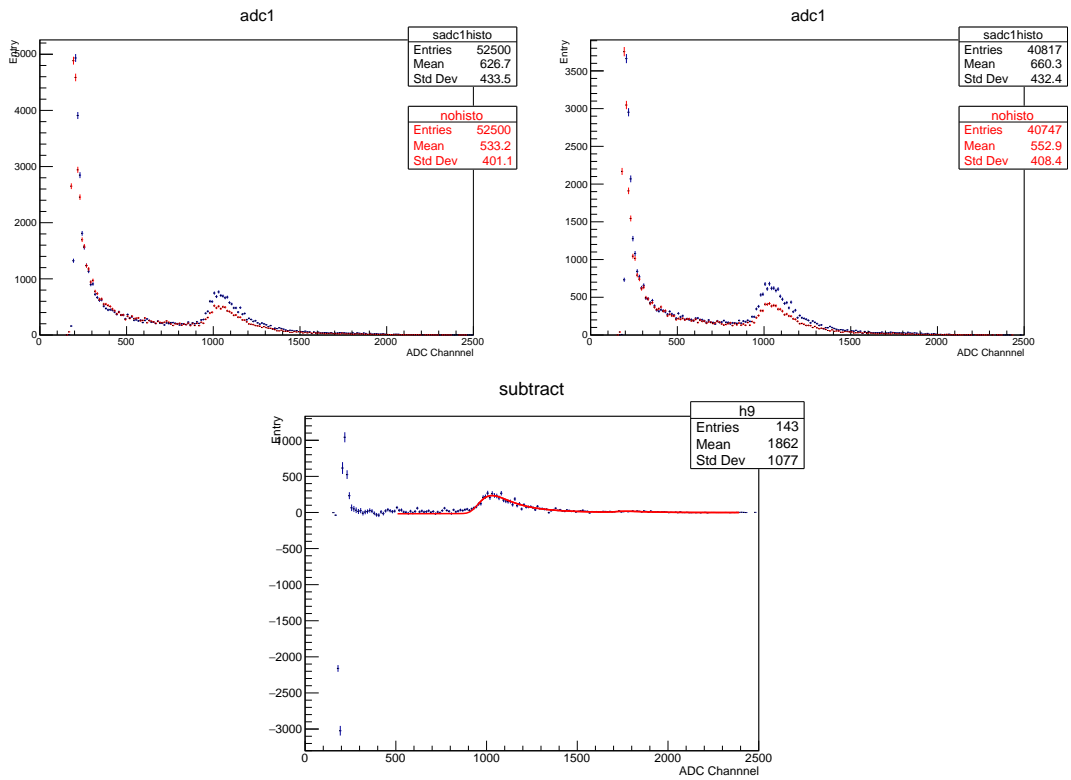 adc1
Entry
sadc1histo
Entries 52500
Mean 626.7
Std Dev 433.5
nohisto
Entries 52500
Mean 533.2
Std Dev 401.1
5000
4000
3000
2000
1000
0
0 500 1000 1500 2000 2500
ADC Channnel
adc1
Entry
sadc1histo
Entries 40817
Mean 660.3
Std Dev 432.4
nohisto
Entries 40747
Mean 552.9
Std Dev 408.4
3500
3000
2500
2000
1500
1000
500
0
0 500 1000 1500 2000 2500
ADC Channnel
subtract
Entry
h9
Entries 143
Mean 1862
Std Dev 1077
1000
500
0
−500
−1000
−1500
−2000
−2500
−3000
0 500 1000 1500 2000 2500
ADC Channnel